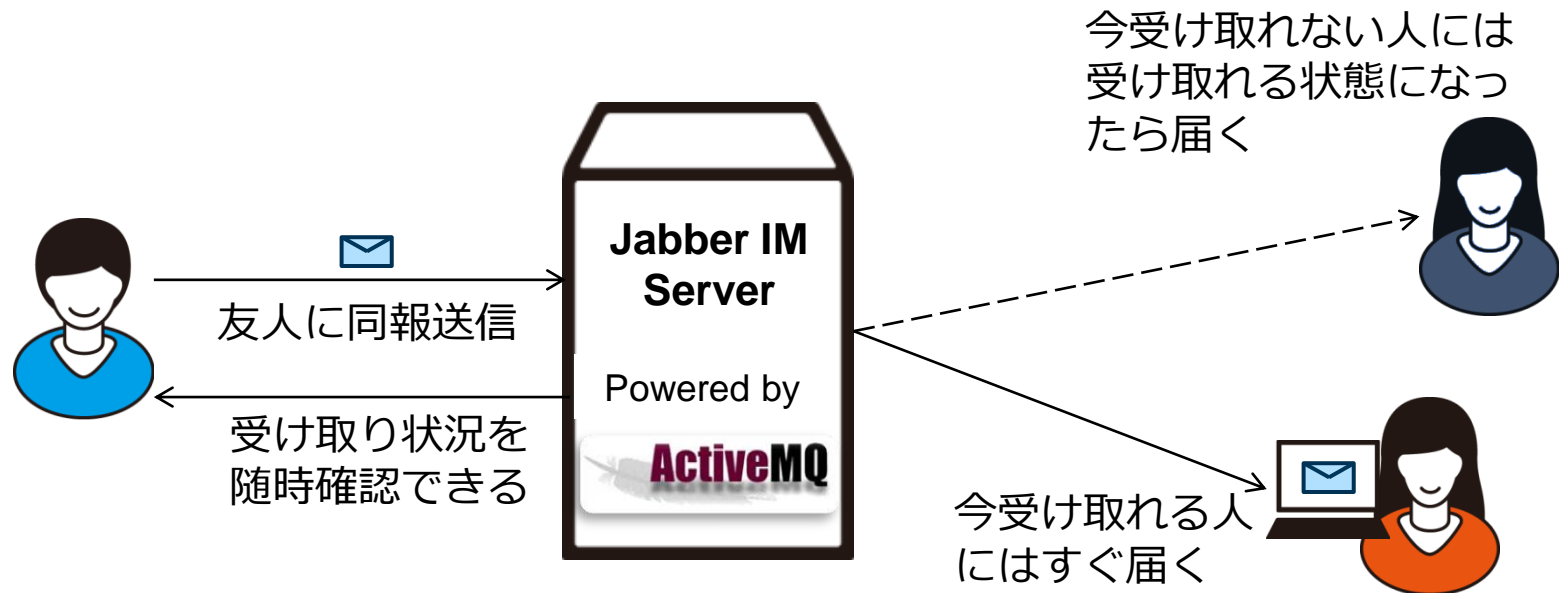 今受け取れない人には
受け取れる状態になっ
たら届く
Jabber IM
Server
友人に同報送信
Powered by
受け取り状況を
随時確認できる
ActiveMQ
今受け取れる人
にはすぐ届く